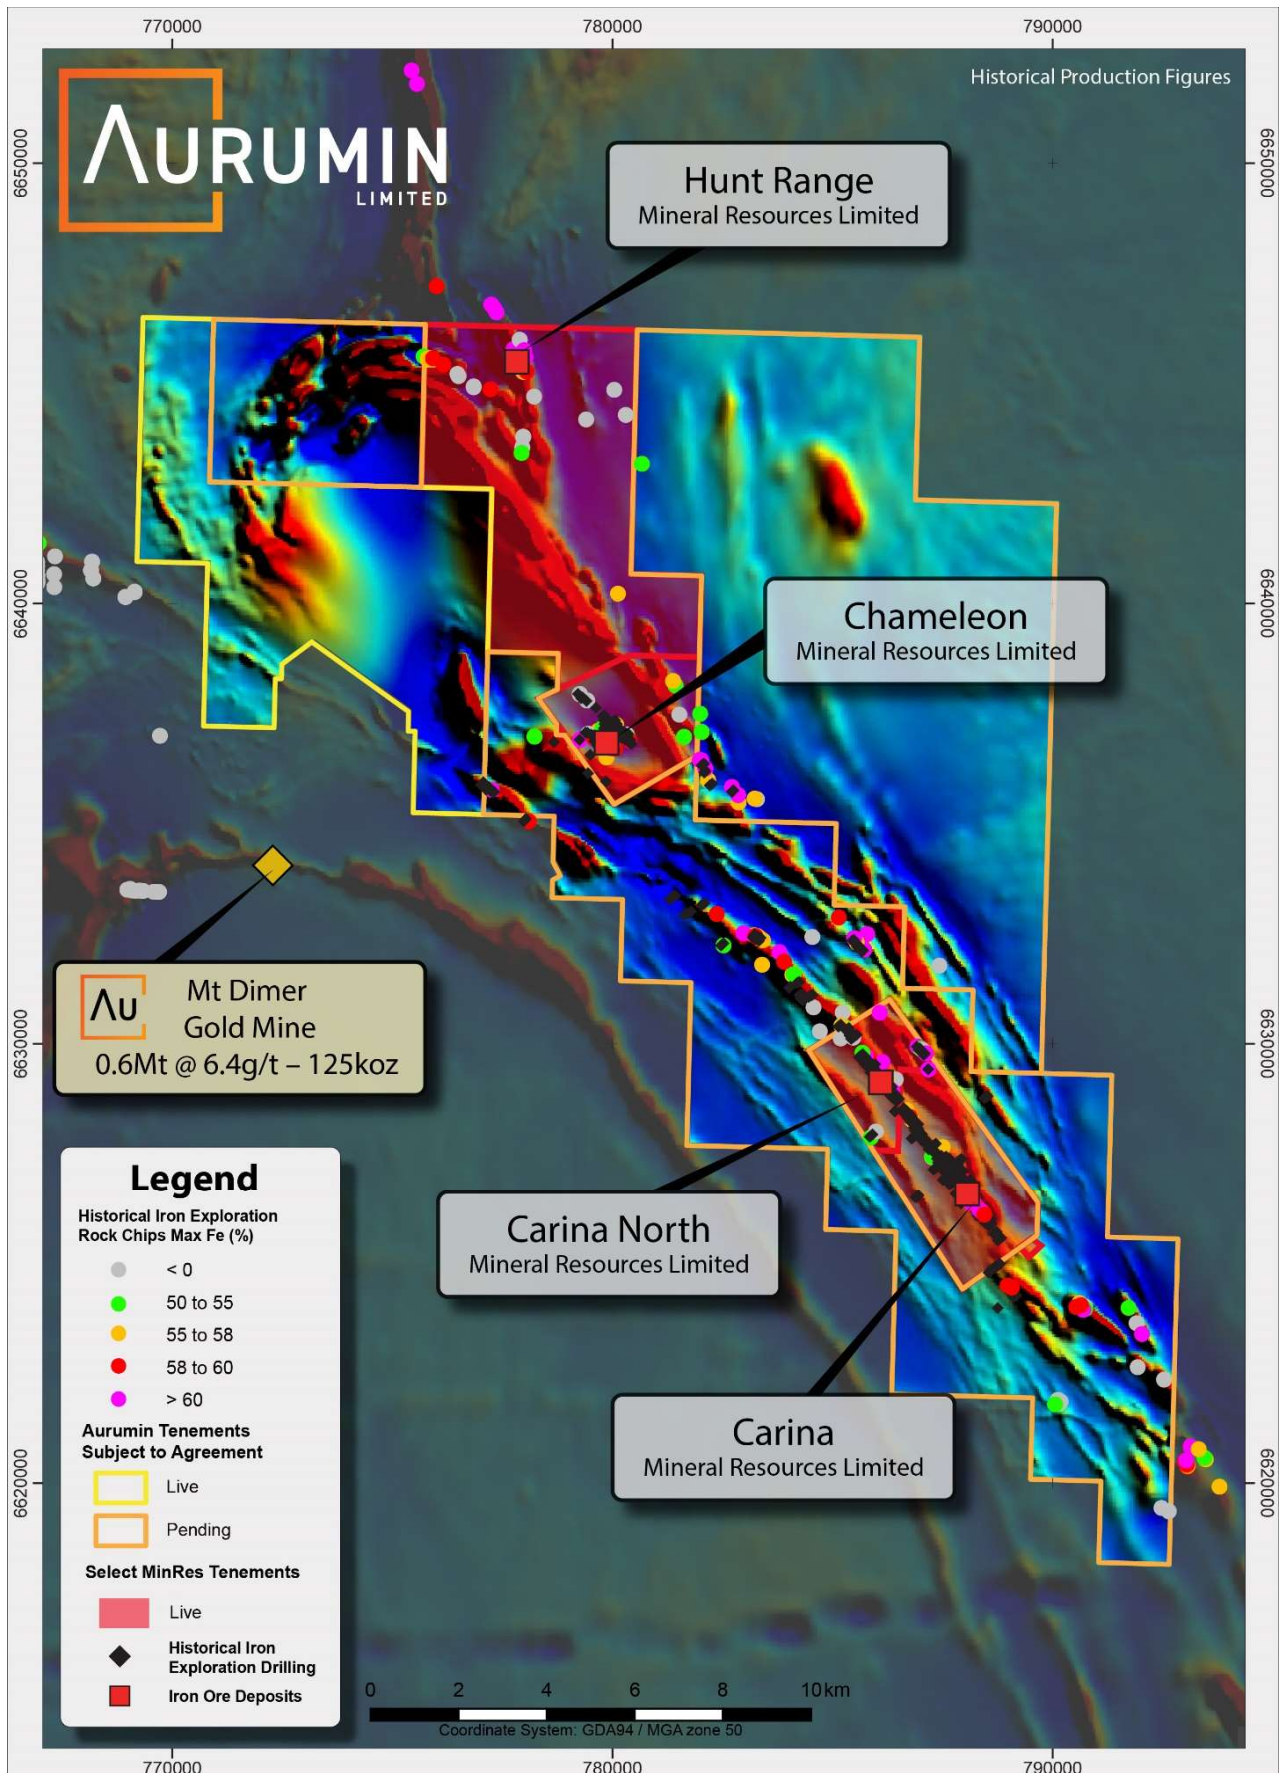 770000 780000 790000
Historical Production Figures
AURUMIN
LIMITED
6650000
6650000
Hunt Range
Mineral Resources Limited
6640000
6640000
Chameleon
Mineral Resources Limited
Au
Mt Dimer
Gold Mine
0.6Mt @ 6.4g/t – 125koz
6630000
6630000
Carina North
Mineral Resources Limited
Carina
Mineral Resources Limited
6620000
6620000
Legend
Historical Iron Exploration
Rock Chips Max Fe (%)
< 0
50 to 55
55 to 58
58 to 60
> 60
Aurumin Tenements
Subject to Agreement
Live
Pending
Select MinRes Tenements
Live
Historical Iron
Exploration Drilling
Iron Ore Deposits
0 2 4 6 8 10km
Coordinate System: GDA94 / MGA zone 50
770000 780000 790000